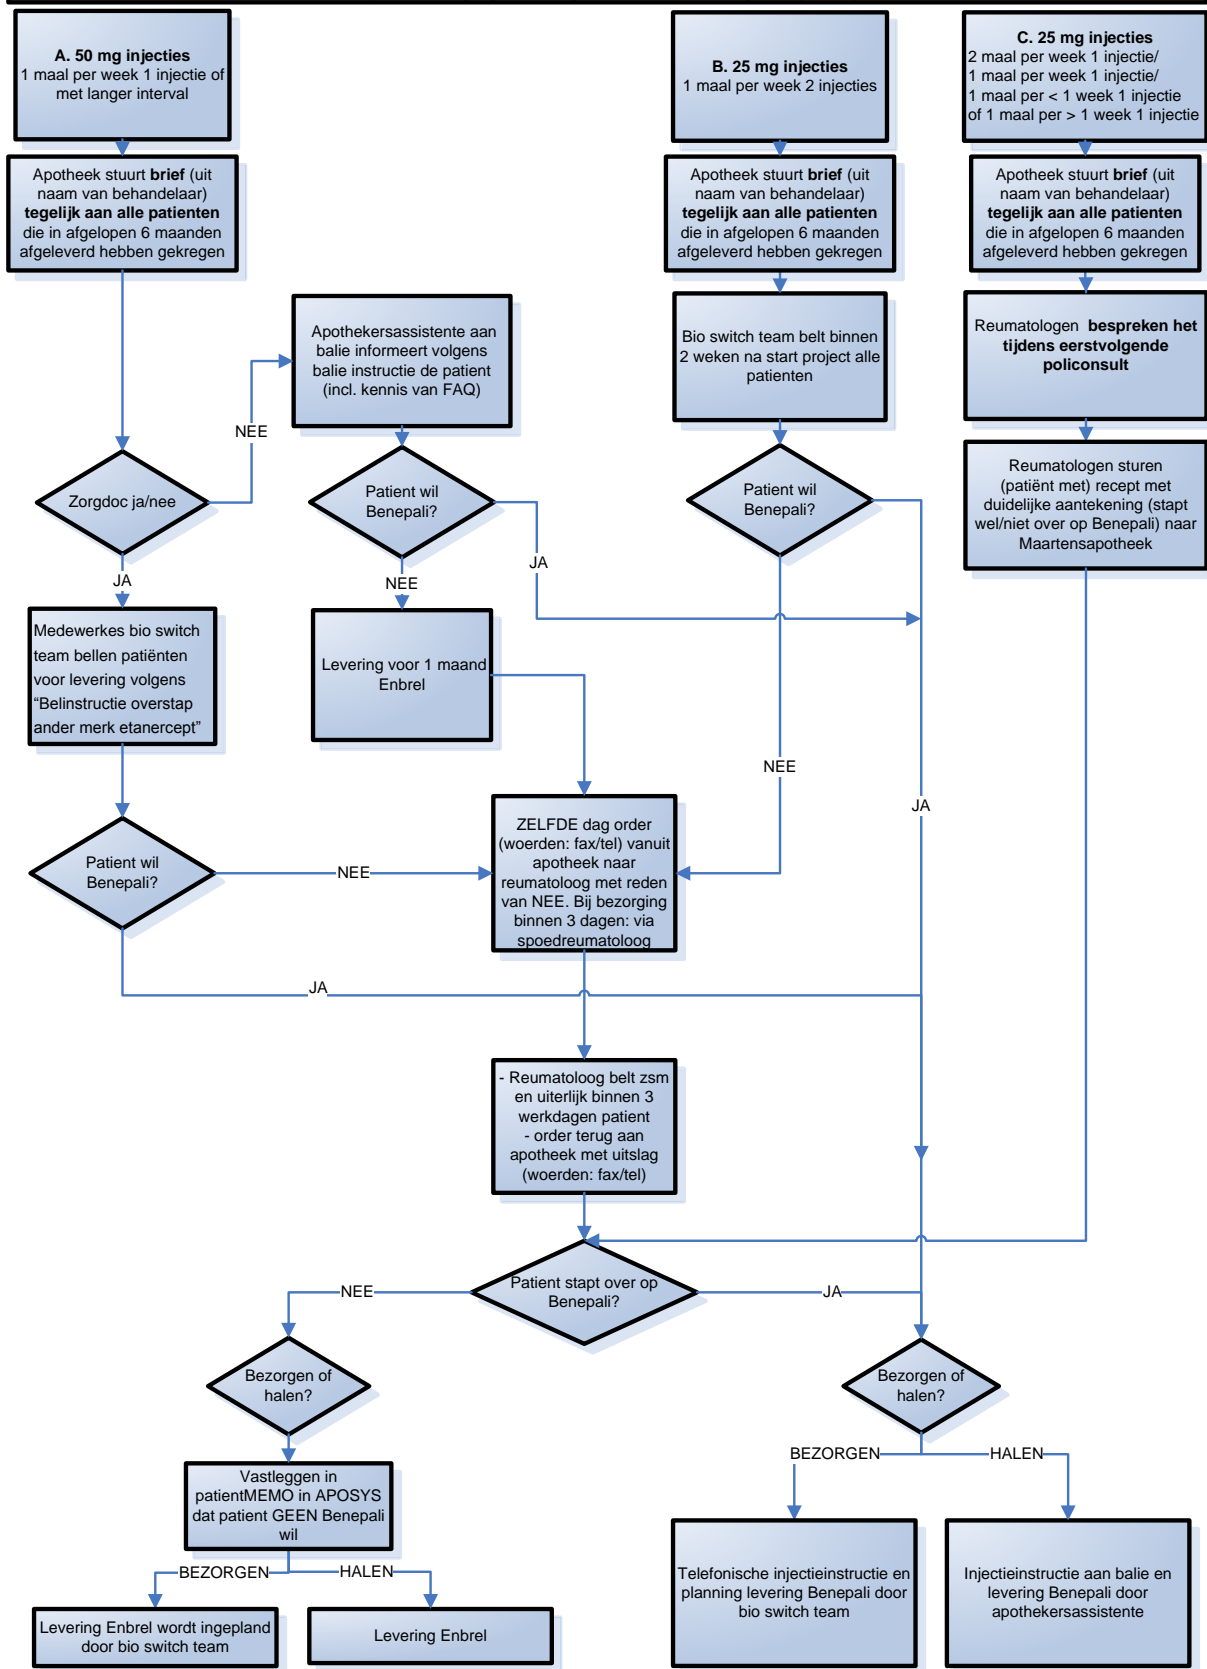 A. 50 mg injecties
1 maal per week 1 injectie of
met langer interval
B. 25 mg injecties
1 maal per week 2 injecties
C. 25 mg injecties
2 maal per week 1 injectie/
1 maal per week 1 injectie/
1 maal per < 1 week 1 injectie
of 1 maal per > 1 week 1 injectie
Apotheek stuurt brief (uit
naam van behandelaar)
tegelijk aan alle patienten
die in afgelopen 6 maanden
afgeleverd hebben gekregen
Apotheek stuurt brief (uit
naam van behandelaar)
tegelijk aan alle patienten
die in afgelopen 6 maanden
afgeleverd hebben gekregen
Apotheek stuurt brief (uit
naam van behandelaar)
tegelijk aan alle patienten
die in afgelopen 6 maanden
afgeleverd hebben gekregen
Apothekersassistente aan
balie informeert volgens
balie instructie de patient
(incl. kennis van FAQ)
Bio switch team belt binnen
2 weken na start project alle
patienten
Reumatologen bespreken het
tijdens eerstvolgende
policonsult
NEE
Zorgdoc ja/nee
Patient wil
Benepali?
Patient wil
Benepali?
Reumatologen sturen
(patiënt met) recept met
duidelijke aantekening (stapt
wel/niet over op Benepali) naar
Maartensapotheek
JA
NEE
JA
Medewerkes bio switch
team bellen patiënten
voor levering volgens
“Belinstructie overstap
ander merk etanercept”
Levering voor 1 maand
Enbrel
NEE
JA
Patient wil
Benepali?
NEE
ZELFDE dag order
(woerden: fax/tel) vanuit
apotheek naar
reumatoloog met reden
van NEE. Bij bezorging
binnen 3 dagen: via
spoedreumatoloog
JA
- Reumatoloog belt zsm
en uiterlijk binnen 3
werkdagen patient
- order terug aan
apotheek met uitslag
(woerden: fax/tel)
NEE
Patient stapt over op
Benepali?
JA
Bezorgen of
halen?
Bezorgen of
halen?
BEZORGEN
HALEN
Vastleggen in
patientMEMO in APOSYS
dat patient GEEN Benepali
wil
BEZORGEN
HALEN
Telefonische injectieinstructie en
planning levering Benepali door
bio switch team
Injectieinstructie aan balie en
levering Benepali door
apothekersassistente
Levering Enbrel wordt ingepland
door bio switch team
Levering Enbrel